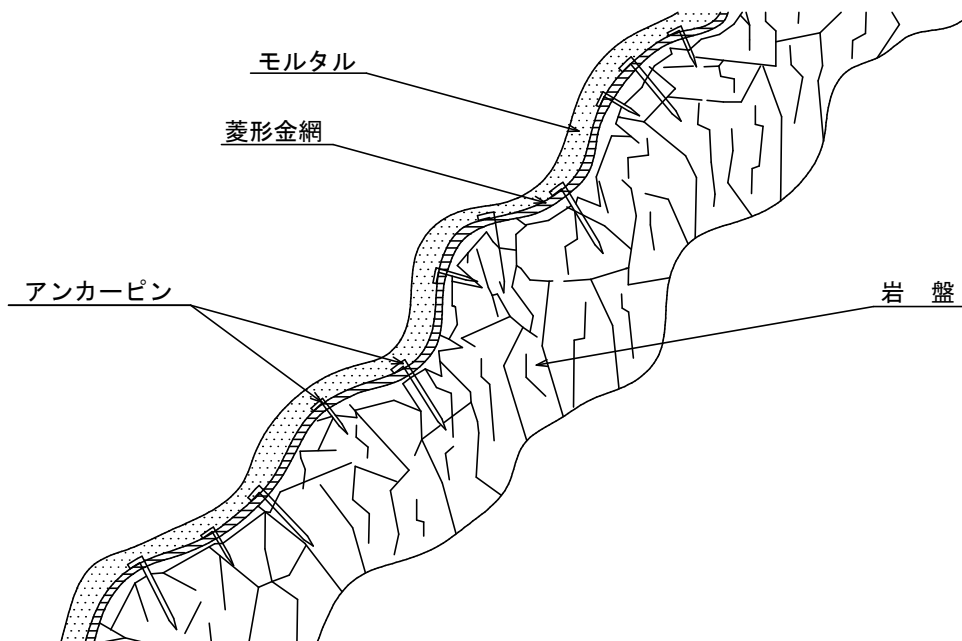 モルタル
菱形金網
アンカーピン
岩　盤